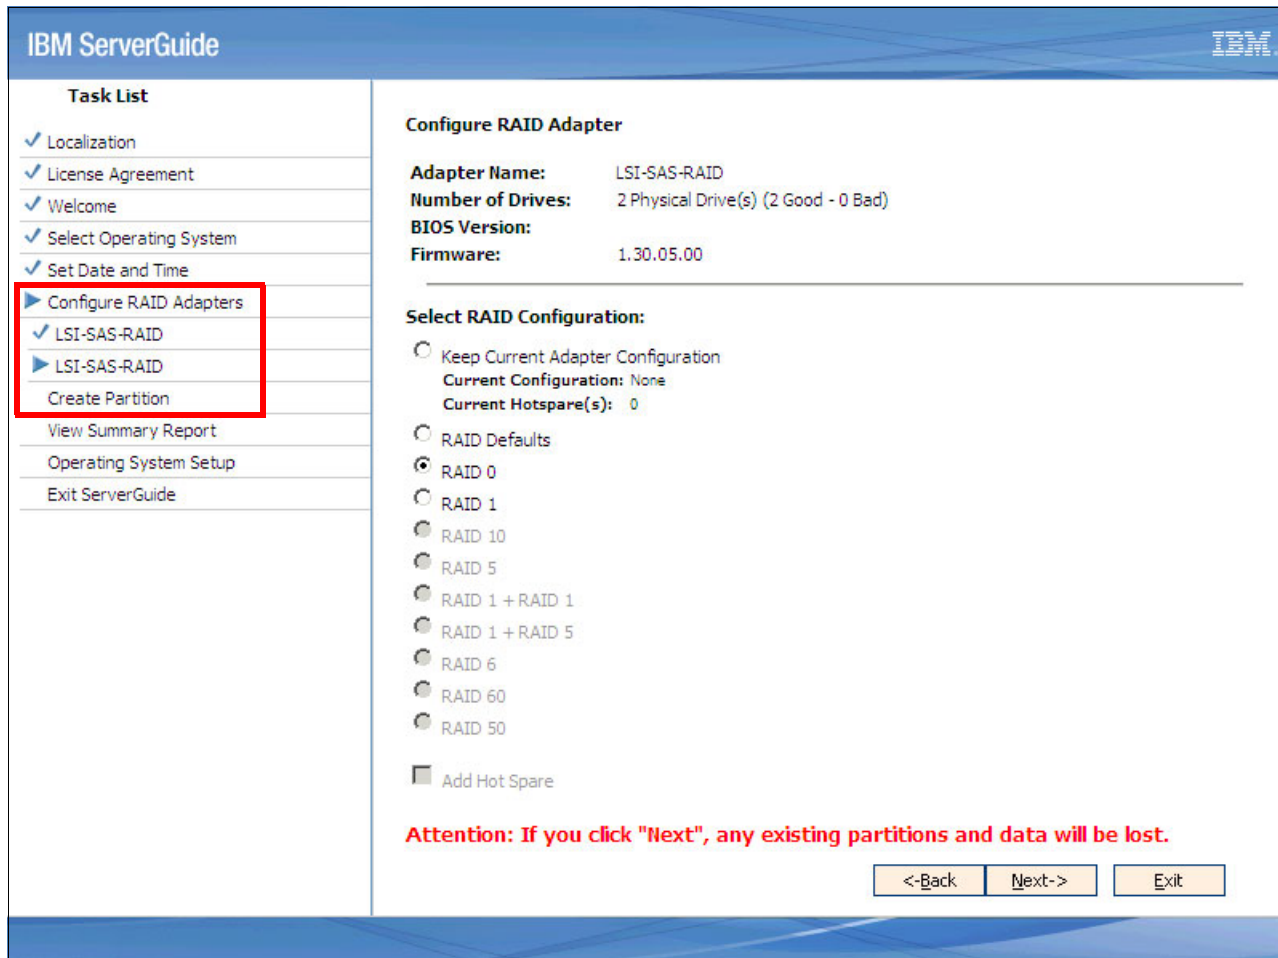 IBM ServerGuide
IBM.
Task List
Localization
License Agreement
Welcome
Select Operating System
Set Date and Time
Configure RAID Adapters
LSI-SAS-RAID
LSI-SAS-RAID
Create Partition
View Summary Report
Operating System Setup
Exit ServerGuide
Configure RAID Adapter
Adapter Name: LSI-SAS-RAID
Number of Drives: 2 Physical Drive(s) (2 Good - 0 Bad)
BIOS Version:
Firmware: 1.30.05.00
Select RAID Configuration:
Keep Current Adapter Configuration
Current Configuration: None
Current Hotspare(s): 0
RAID Defaults
RAID 0
RAID 1
RAID 10
RAID 5
RAID 1 + RAID 1
RAID 1 + RAID 5
RAID 6
RAID 60
RAID 50
Add Hot Spare
Attention: If you click "Next", any existing partitions and data will be lost.
<-Back Next-> Exit